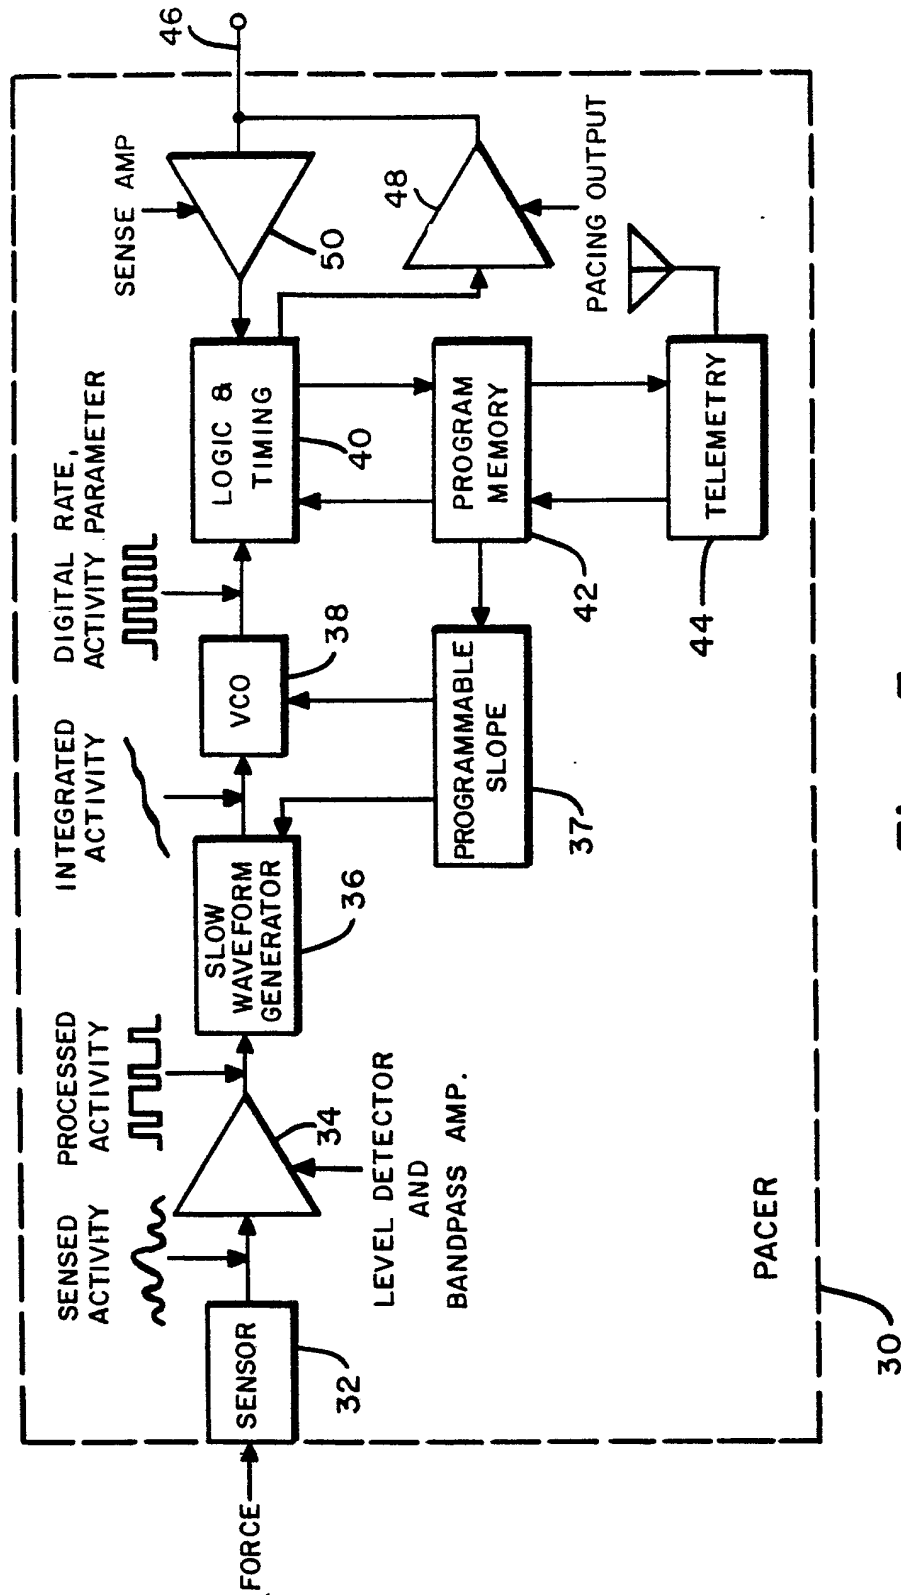 FORCE
SENSOR
32
SENSED
ACTIVITY
34
LEVEL DETECTOR
AND
BANDPASS AMP.
PROCESSED
ACTIVITY
SLOW
WAVEFORM
GENERATOR
36
INTEGRATED
ACTIVITY
VCO
38
PROGRAMMABLE
SLOPE
37
DIGITAL RATE,
ACTIVITY PARAMETER
LOGIC &
TIMING
40
PROGRAM
MEMORY
42
TELEMETRY
44
SENSE AMP
50
48
PACING OUTPUT
46
PACER
30